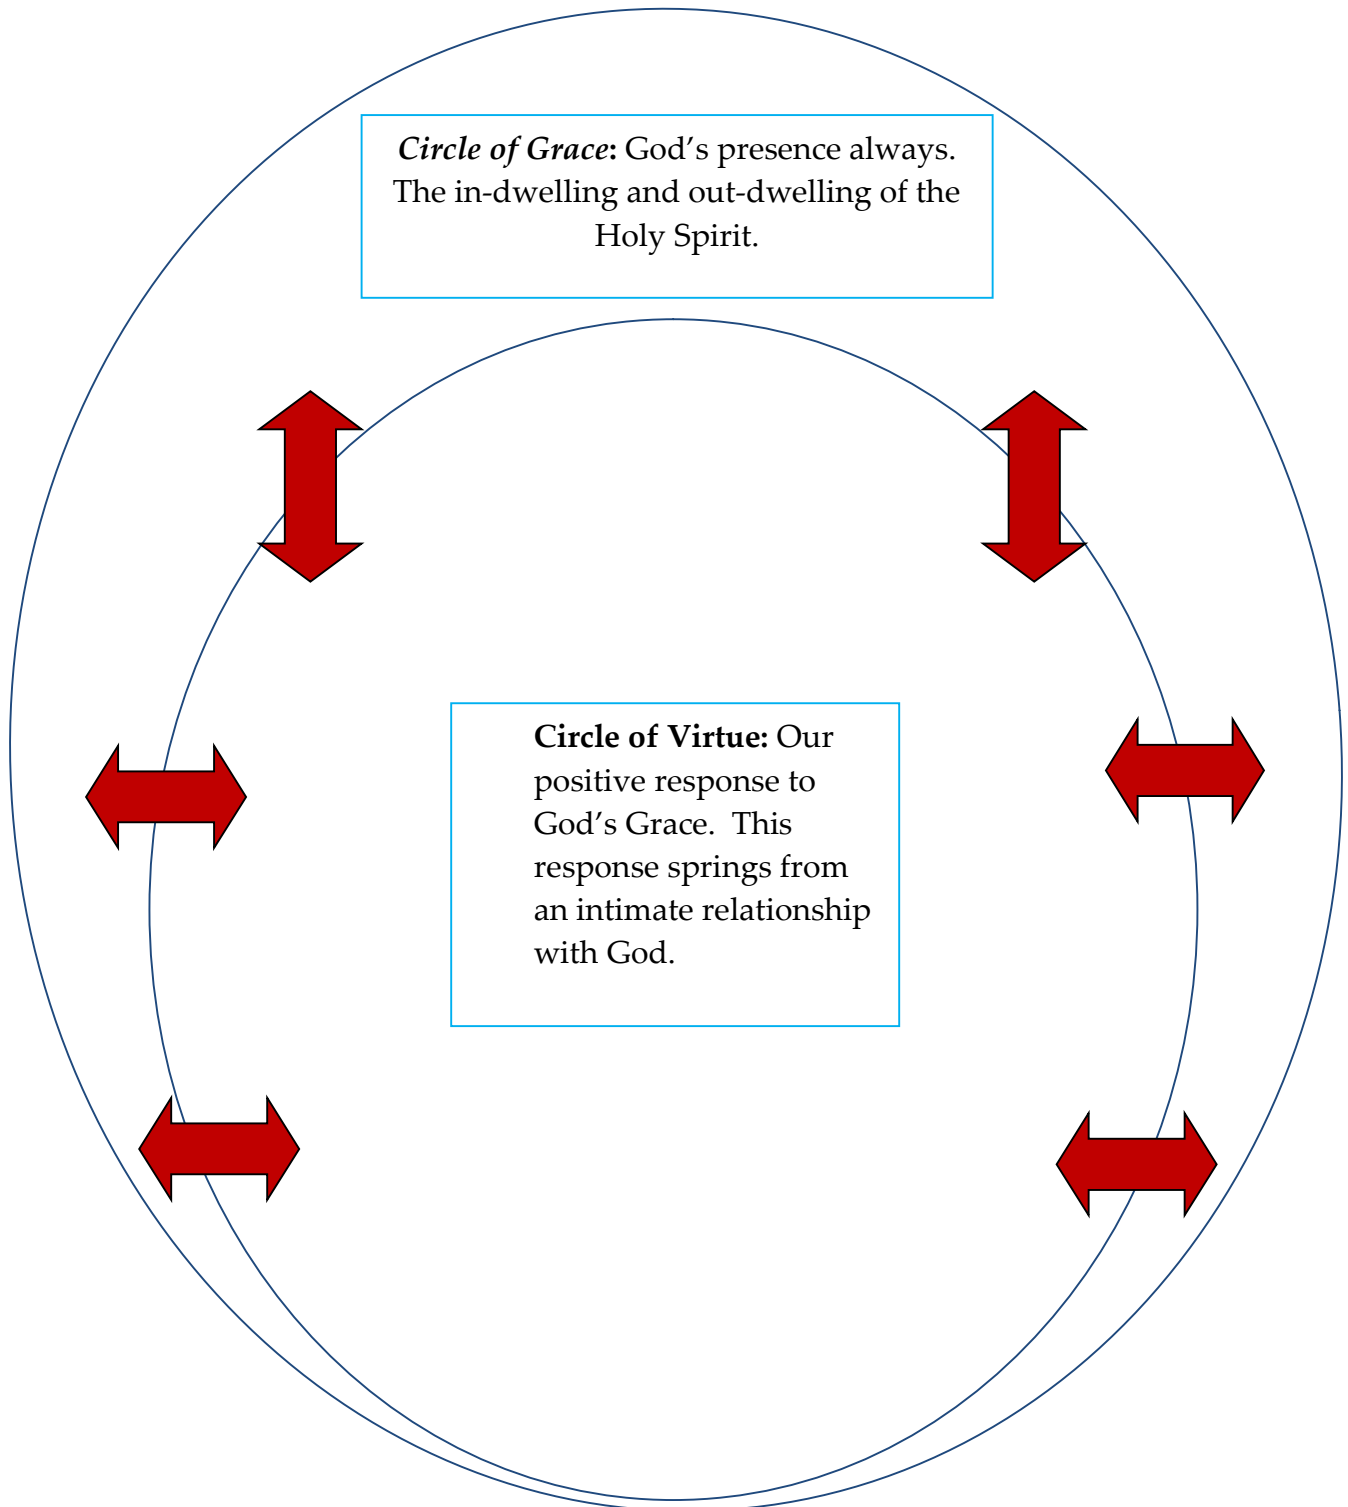 Circle of Grace: God’s presence always.
The in-dwelling and out-dwelling of the
Holy Spirit.
Circle of Virtue: Our
positive response to
God’s Grace.  This
response springs from
an intimate relationship
with God.